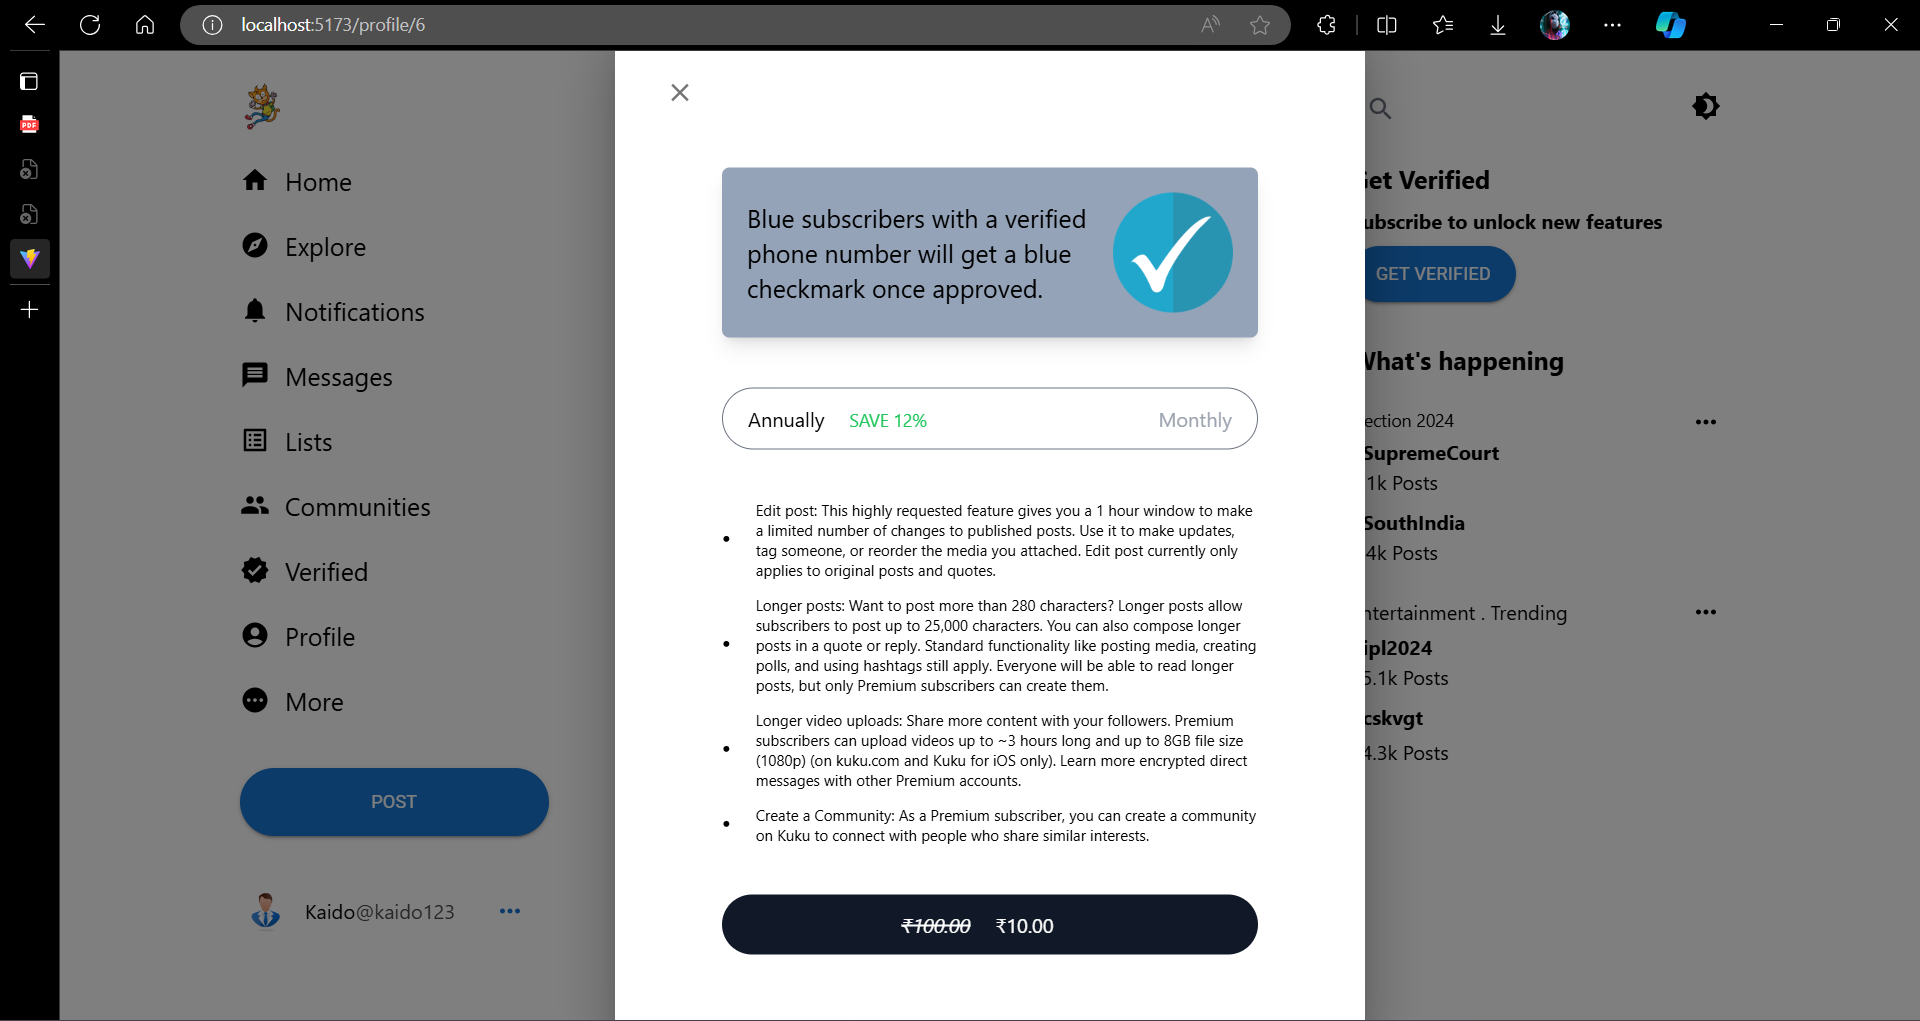 localhost:5173/profile/6
PDF
Home
Explore
Notifications
Messages
Lists
Communities
Verified
Profile
More
POST
Kaido@kaido123
Blue subscribers with a verified
phone number will get a blue
checkmark once approved.
Annually SAVE 12% Monthly
• Edit post: This highly requested feature gives you a 1 hour window to make
a limited number of changes to published posts. Use it to make updates,
tag someone, or reorder the media you attached. Edit post currently only
applies to original posts and quotes.
• Longer posts: Want to post more than 280 characters? Longer posts allow
subscribers to post up to 25,000 characters. You can also compose longer
posts in a quote or reply. Standard functionality like posting media, creating
polls, and using hashtags still apply. Everyone will be able to read longer
posts, but only Premium subscribers can create them.
• Longer video uploads: Share more content with your followers. Premium
subscribers can upload videos up to ~3 hours long and up to 8GB file size
(1080p) (on kuku.com and Kuku for iOS only). Learn more encrypted direct
messages with other Premium accounts.
• Create a Community: As a Premium subscriber, you can create a community
on Kuku to connect with people who share similar interests.
₹100.00 ₹10.00
et Verified
ubscribe to unlock new features
GET VERIFIED
What's happening
ection 2024
SupremeCourt
1k Posts
SouthIndia
4k Posts
ntertainment . Trending
ipl2024
5.1k Posts
cskvgt
4.3k Posts